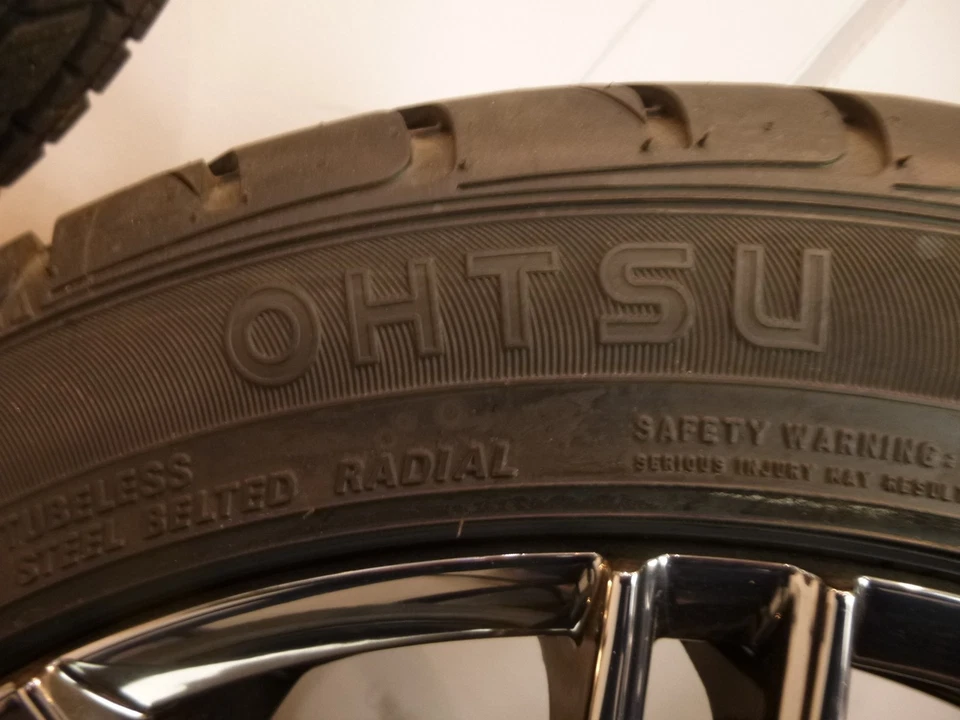 OHTSU
TUBELESS
STEEL BELTED RADIAL
SAFETY WARNING:
SERIOUS INJURY MAY RESULT